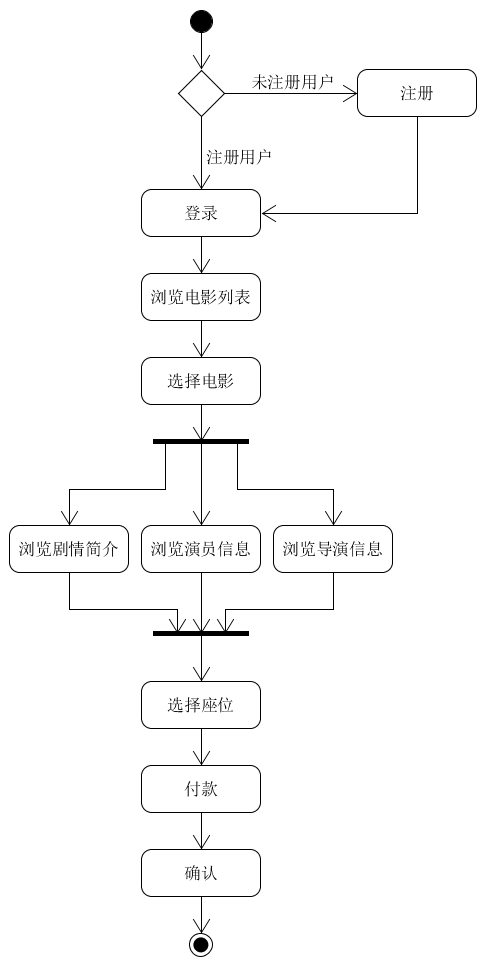 未注册用户
注册
注册用户
登录
浏览电影列表
选择电影
浏览剧情简介
浏览演员信息
浏览导演信息
选择座位
付款
确认